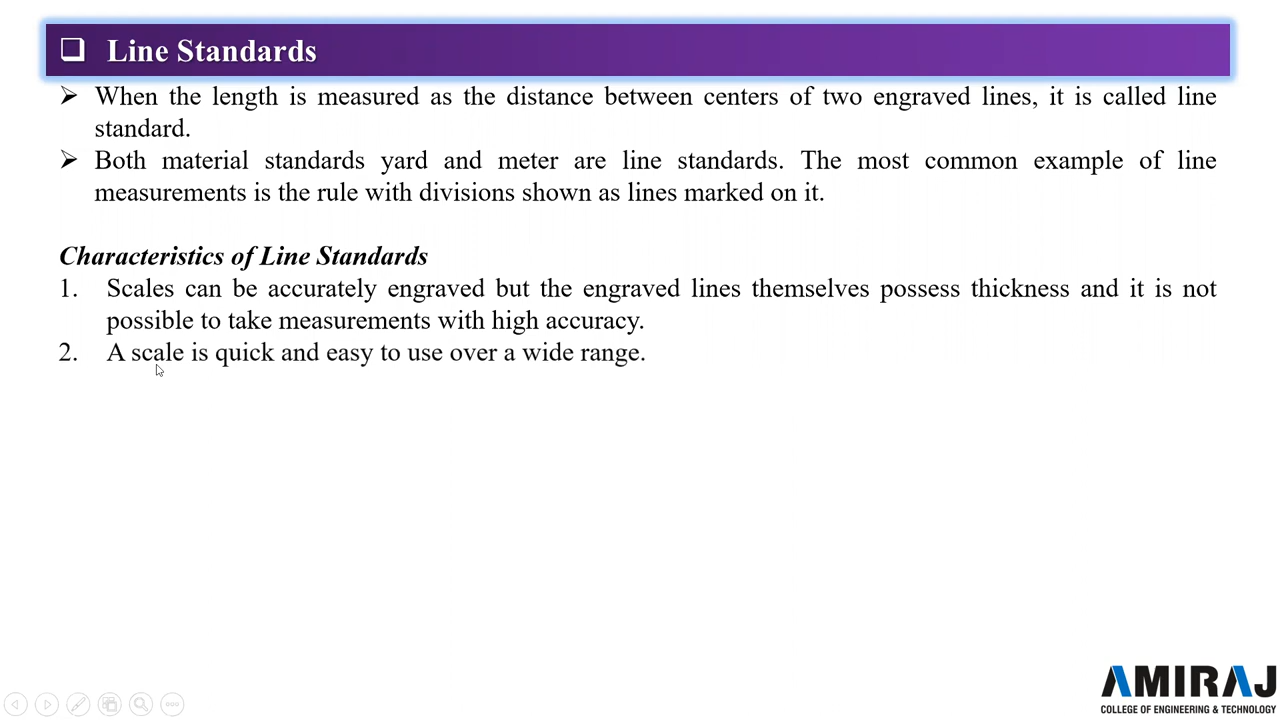 ❑ Line Standards
➢ When the length is measured as the distance between centers of two engraved lines, it is called line
standard.
➢ Both material standards yard and meter are line standards. The most common example of line
measurements is the rule with divisions shown as lines marked on it.
Characteristics of Line Standards
1. Scales can be accurately engraved but the engraved lines themselves possess thickness and it is not
possible to take measurements with high accuracy.
2. A scale is quick and easy to use over a wide range.
AMIRAJ
COLLEGE OF ENGINEERING & TECHNOLOGY